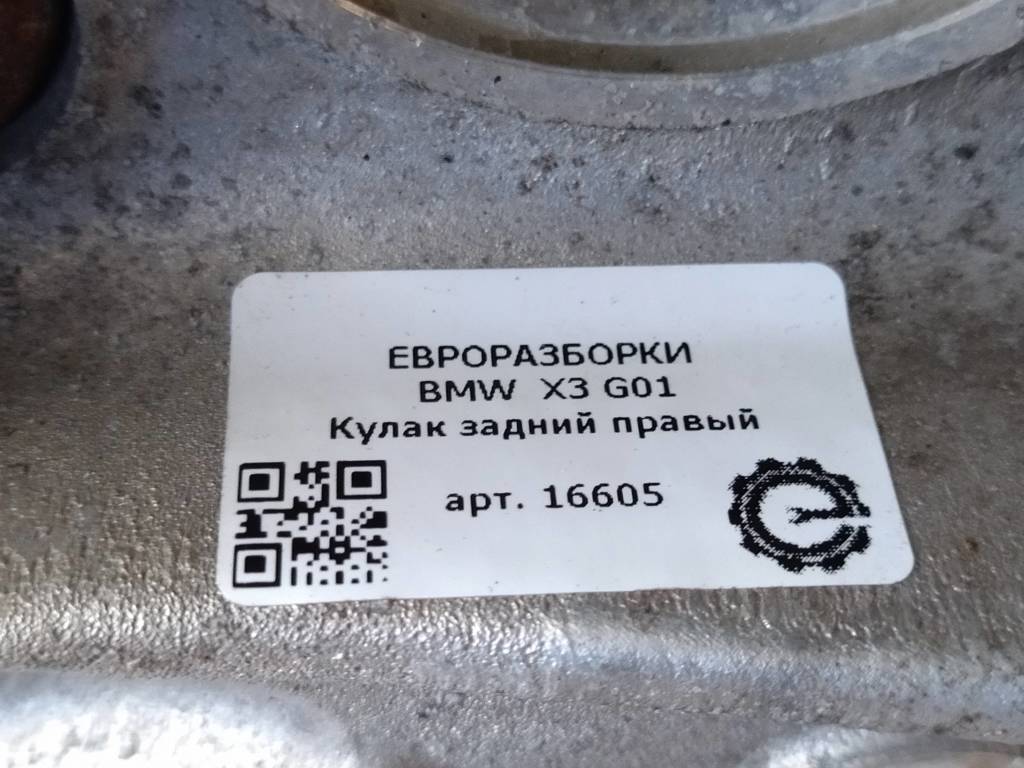 ЕВРОРАЗБОРКИ
BMW X3 G01
Кулак задний правый
арт. 16605